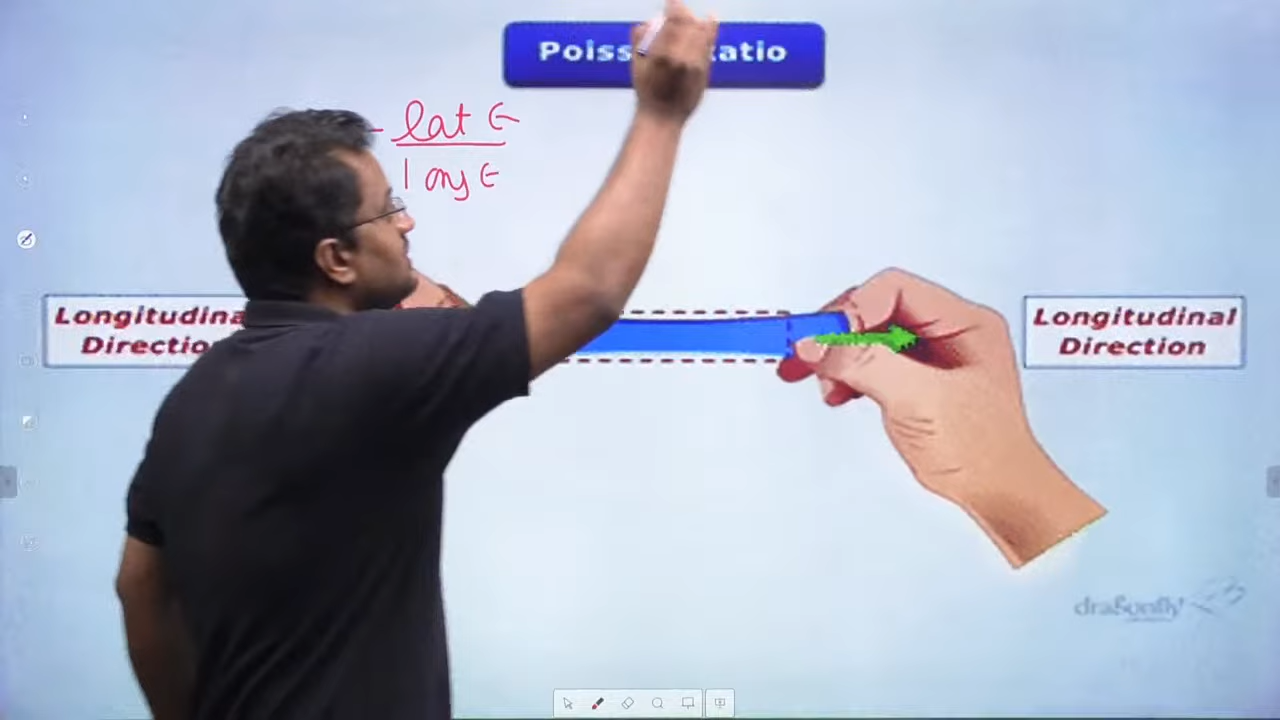 Poiss atio
- lat ∈
long ∈
Longitudina
Directio
Longitudinal
Direction
dragonfly